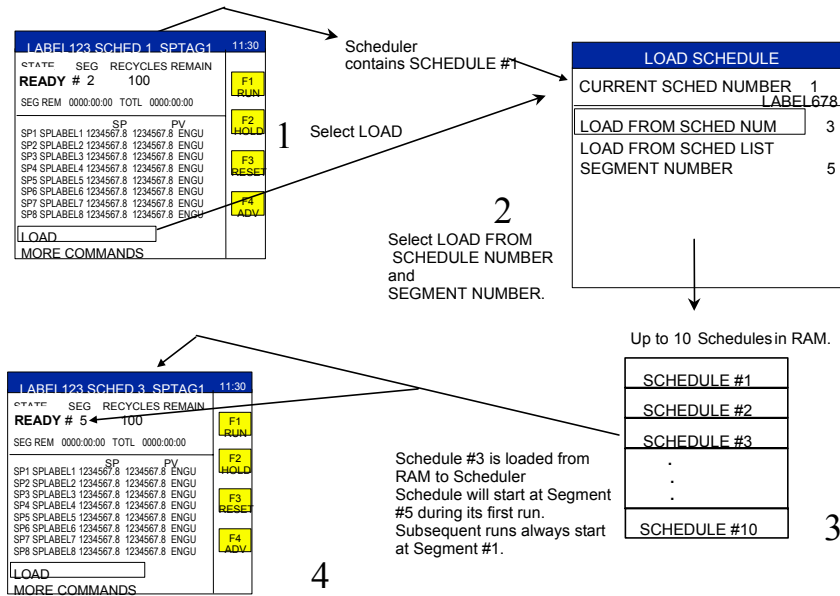 LABEL123 SCHED 1 SPTAG1 11:30
STATE SEG RECYCLES REMAIN
READY # 2 100
SEG REM 0000:00:00 TOTL 0000:00:00
SP PV
SP1 SPLABEL1 1234567.8 1234567.8 ENGU
SP2 SPLABEL2 1234567.8 1234567.8 ENGU
SP3 SPLABEL3 1234567.8 1234567.8 ENGU
SP4 SPLABEL4 1234567.8 1234567.8 ENGU
SP5 SPLABEL5 1234567.8 1234567.8 ENGU
SP6 SPLABEL6 1234567.8 1234567.8 ENGU
SP7 SPLABEL7 1234567.8 1234567.8 ENGU
SP8 SPLABEL8 1234567.8 1234567.8 ENGU
LOAD
MORE COMMANDS
F1
RUN
F2
HOLD
F3
RESET
F4
ADV
1
Scheduler
contains SCHEDULE #1
Select LOAD
LOAD SCHEDULE
CURRENT SCHED NUMBER 1
LABEL678
LOAD FROM SCHED NUM 3
LOAD FROM SCHED LIST
SEGMENT NUMBER 5
2
Select LOAD FROM
SCHEDULE NUMBER
and
SEGMENT NUMBER.
Up to 10 Schedules in RAM.
SCHEDULE #1
SCHEDULE #2
SCHEDULE #3
.
.
.
SCHEDULE #10
3
Schedule #3 is loaded from
RAM to Scheduler
Schedule will start at Segment
#5 during its first run.
Subsequent runs always start
at Segment #1.
LABEL123 SCHED 3 SPTAG1 11:30
STATE SEG RECYCLES REMAIN
READY # 5 100
SEG REM 0000:00:00 TOTL 0000:00:00
SP PV
SP1 SPLABEL1 1234567.8 1234567.8 ENGU
SP2 SPLABEL2 1234567.8 1234567.8 ENGU
SP3 SPLABEL3 1234567.8 1234567.8 ENGU
SP4 SPLABEL4 1234567.8 1234567.8 ENGU
SP5 SPLABEL5 1234567.8 1234567.8 ENGU
SP6 SPLABEL6 1234567.8 1234567.8 ENGU
SP7 SPLABEL7 1234567.8 1234567.8 ENGU
SP8 SPLABEL8 1234567.8 1234567.8 ENGU
LOAD
MORE COMMANDS
F1
RUN
F2
HOLD
F3
RESET
F4
ADV
4